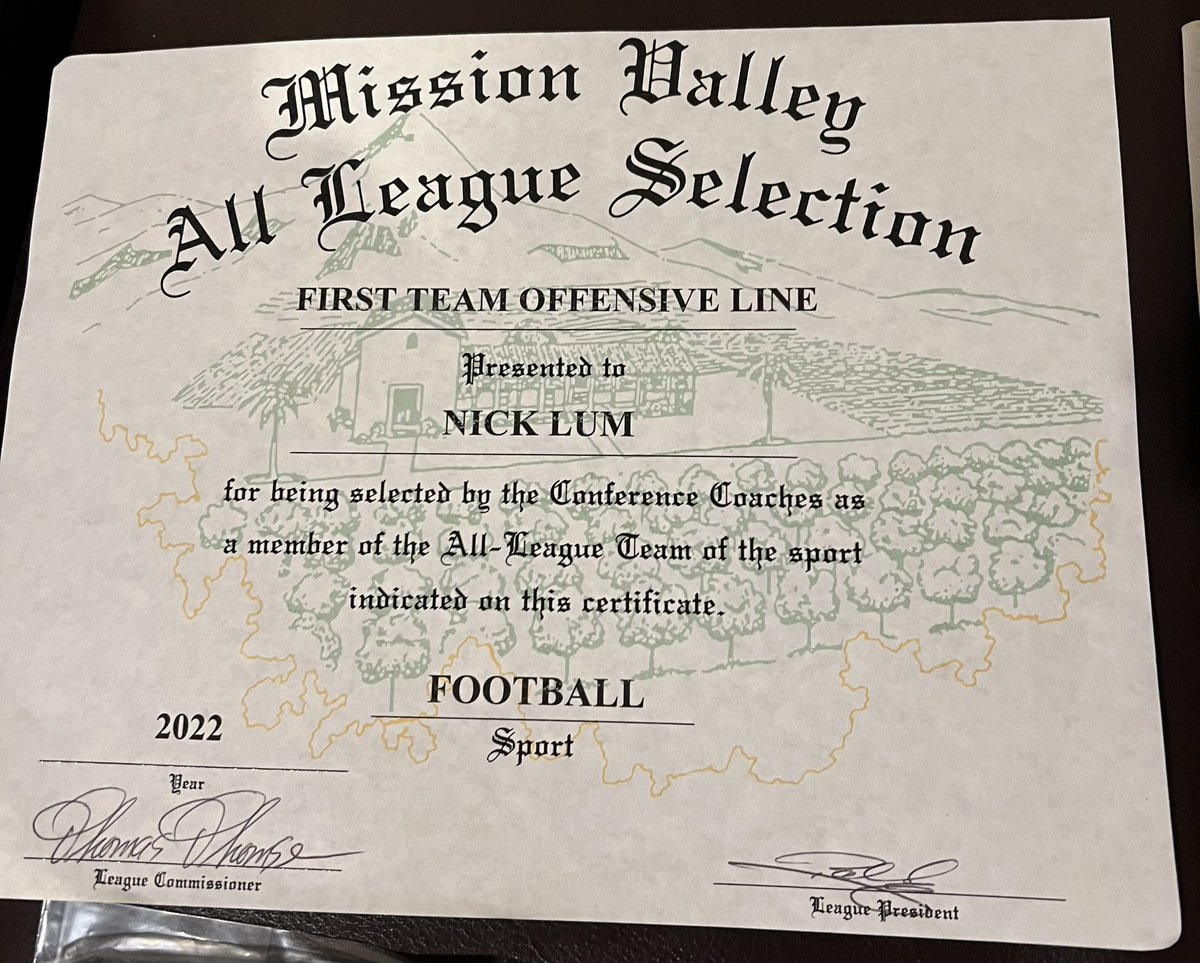 Mission Valley
All League Selection
FIRST TEAM OFFENSIVE LINE
Presented to
NICK LUM
for being selected by the Conference Coaches as
a member of the All-League Team of the sport
indicated on this certificate.
FOOTBALL
Sport
2022
Year
Thomas
League Commissioner
League President